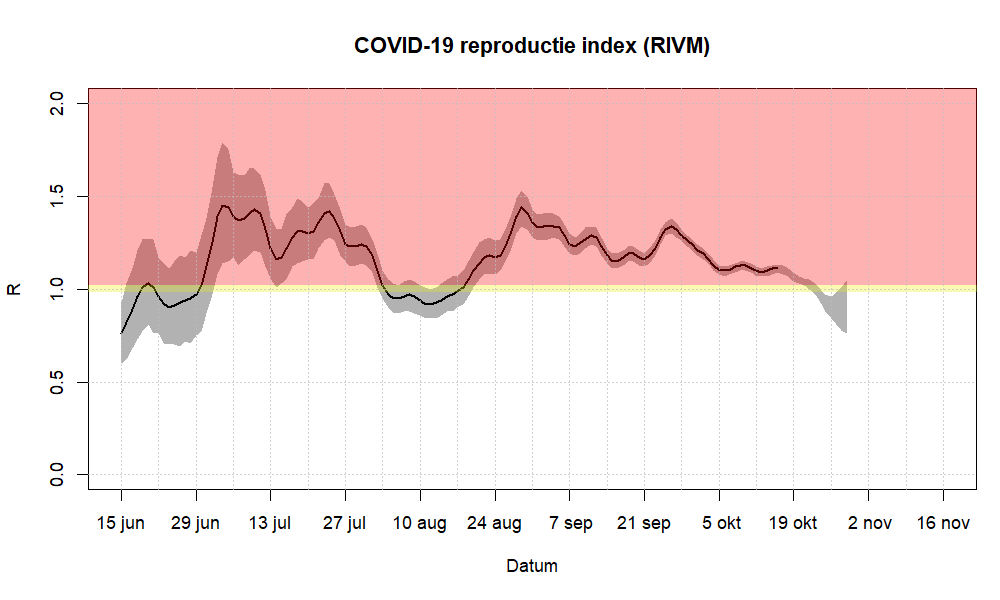 COVID-19 reproductie index (RIVM)
2.0
1.5
1.0
0.5
0.0
R
15 jun 29 jun 13 jul 27 jul 10 aug 24 aug 7 sep 21 sep 5 okt 19 okt 2 nov 16 nov
Datum